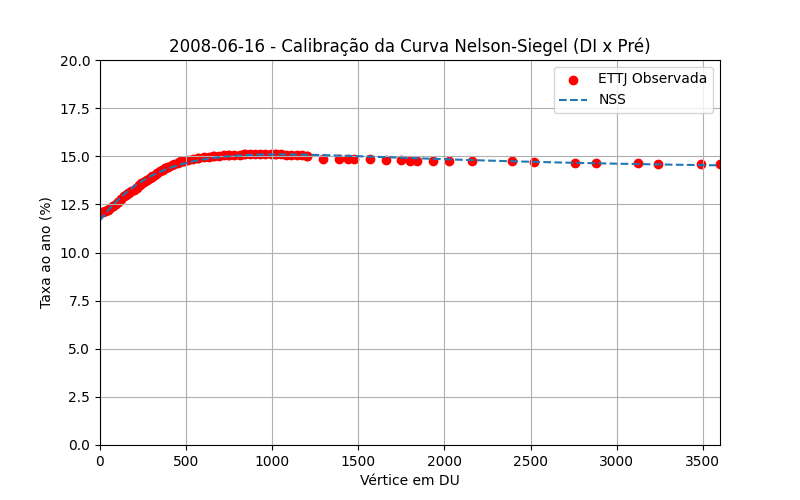 2008-06-16 - Calibração da Curva Nelson-Siegel (DI x Pré)
ETTJ Observada
NSS
Taxa ao ano (%)
20.0
17.5
15.0
12.5
10.0
7.5
5.0
2.5
0.0
0 500 1000 1500 2000 2500 3000 3500
Vértice em DU